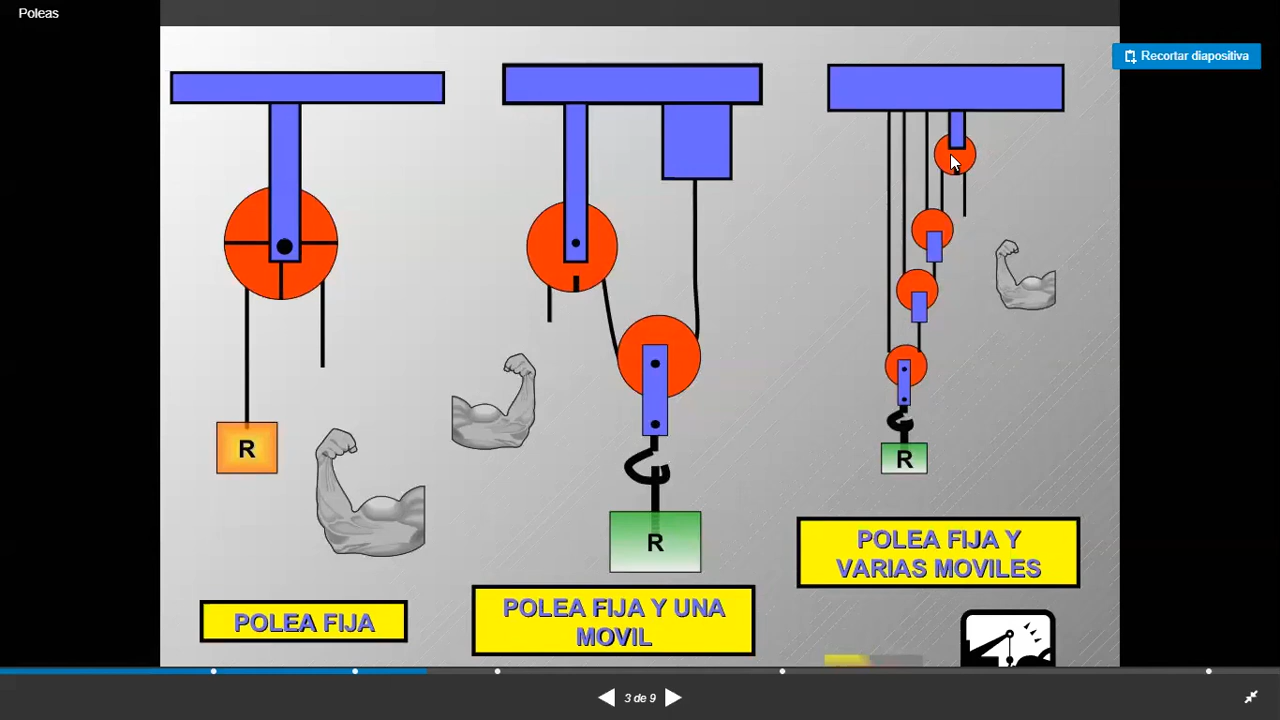 Poleas
Recortar diapositiva
R
R
R
POLEA FIJA
POLEA FIJA Y UNA
MOVIL
POLEA FIJA Y
VARIAS MOVILES
3 de 9